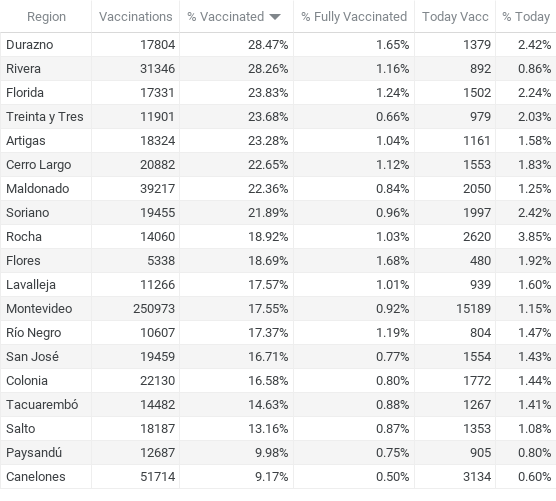 Region Vaccinations % Vaccinated % Fully Vaccinated Today Vacc % Today
Durazno 17804 28.47% 1.65% 1379 2.42%
Rivera 31346 28.26% 1.16% 892 0.86%
Florida 17331 23.83% 1.24% 1502 2.24%
Treinta y Tres 11901 23.68% 0.66% 979 2.03%
Artigas 18324 23.28% 1.04% 1161 1.58%
Cerro Largo 20882 22.65% 1.12% 1553 1.83%
Maldonado 39217 22.36% 0.84% 2050 1.25%
Soriano 19455 21.89% 0.96% 1997 2.42%
Rocha 14060 18.92% 1.03% 2620 3.85%
Flores 5338 18.69% 1.68% 480 1.92%
Lavalleja 11266 17.57% 1.01% 939 1.60%
Montevideo 250973 17.55% 0.92% 15189 1.15%
Río Negro 10607 17.37% 1.19% 804 1.47%
San José 19459 16.71% 0.77% 1554 1.43%
Colonia 22130 16.58% 0.80% 1772 1.44%
Tacuarembó 14482 14.63% 0.88% 1267 1.41%
Salto 18187 13.16% 0.87% 1353 1.08%
Paysandú 12687 9.98% 0.75% 905 0.80%
Canelones 51714 9.17% 0.50% 3134 0.60%